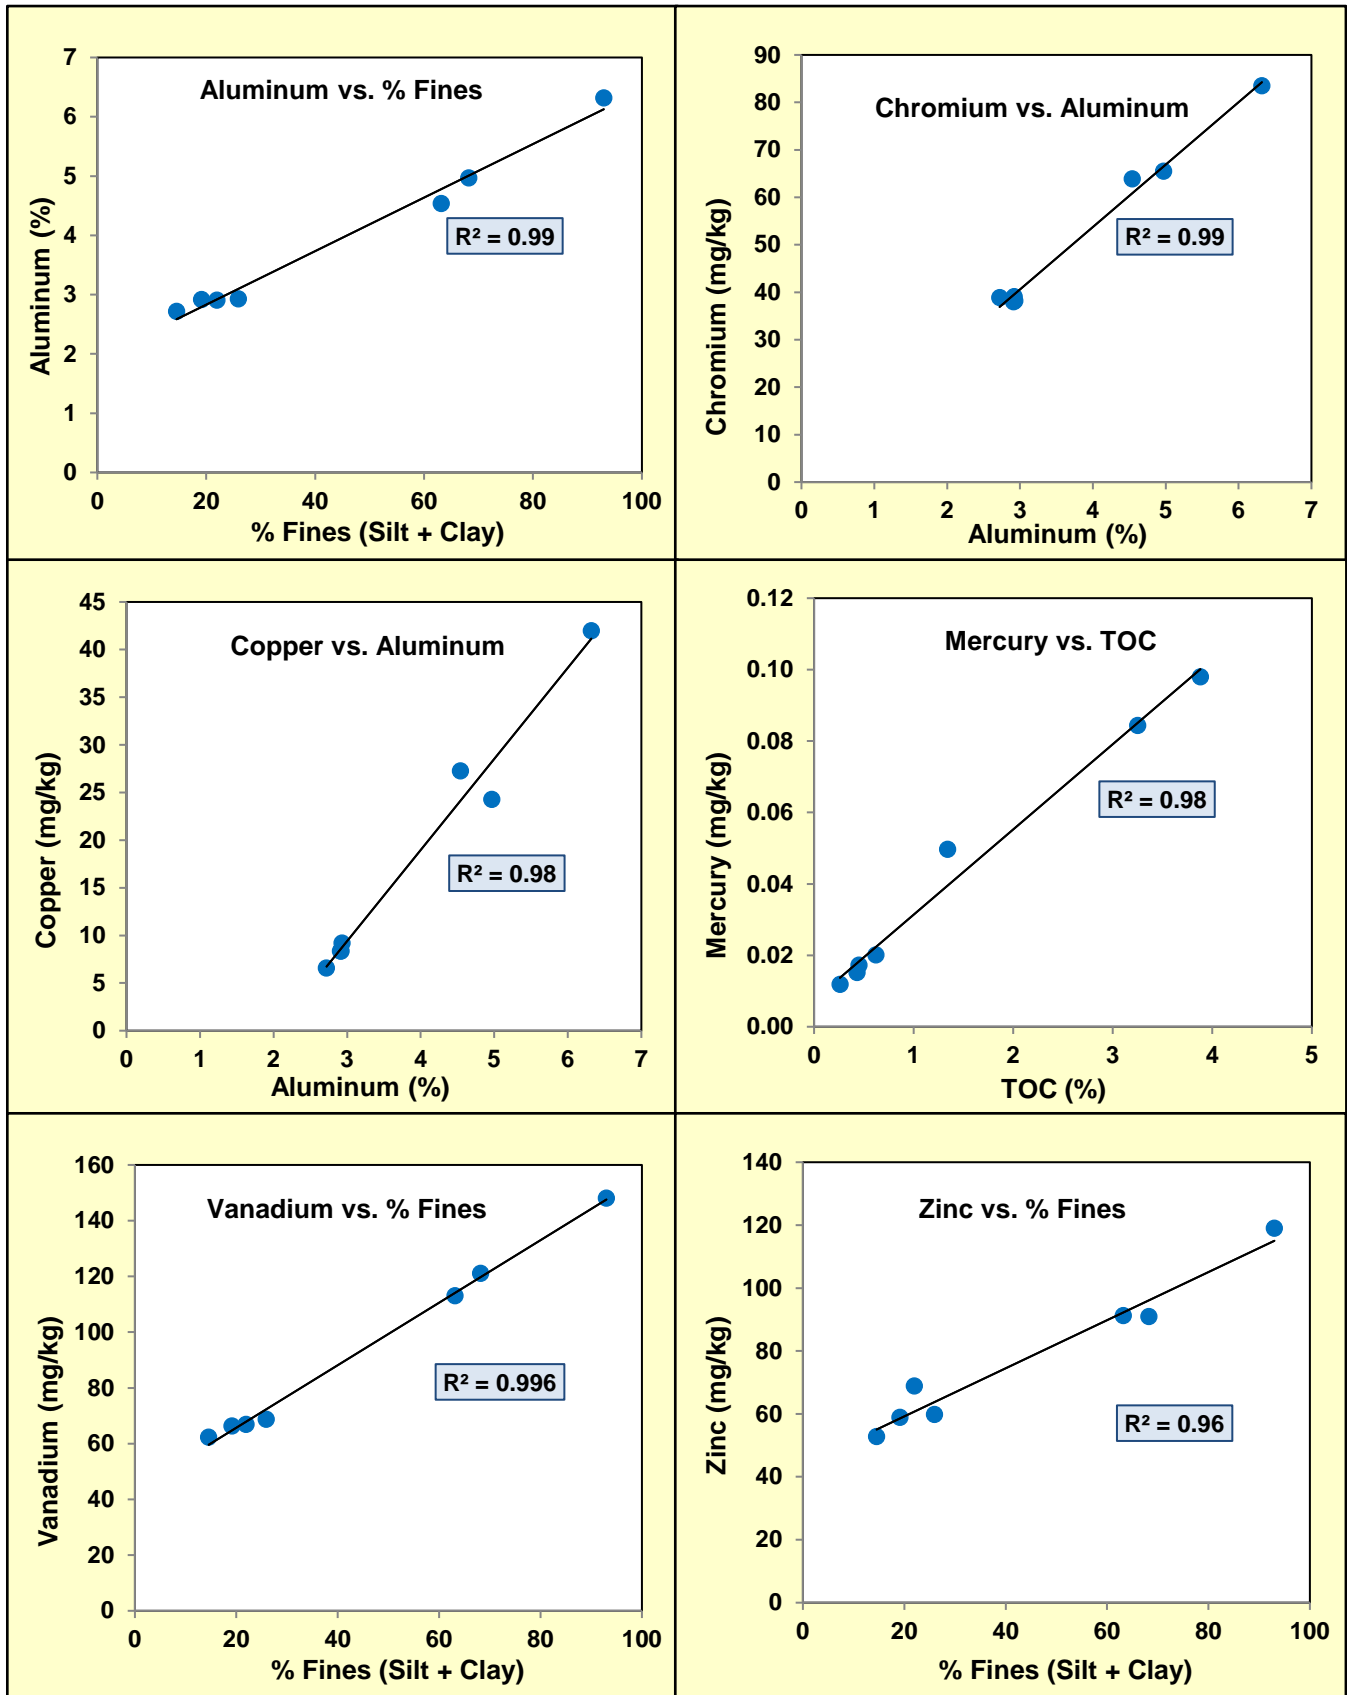 Aluminum vs. % Fines
Aluminum (%)
7
6
5
4
3
2
1
0
R² = 0.99
0 20 40 60 80 100
% Fines (Silt + Clay)
Chromium vs. Aluminum
Chromium (mg/kg)
90
80
70
60
50
40
30
20
10
0
R² = 0.99
0 1 2 3 4 5 6 7
Aluminum (%)
Copper vs. Aluminum
Copper (mg/kg)
45
40
35
30
25
20
15
10
5
0
R² = 0.98
0 1 2 3 4 5 6 7
Aluminum (%)
Mercury vs. TOC
Mercury (mg/kg)
0.12
0.10
0.08
0.06
0.04
0.02
0.00
R² = 0.98
0 1 2 3 4 5
TOC (%)
Vanadium vs. % Fines
Vanadium (mg/kg)
160
140
120
100
80
60
40
20
0
R² = 0.996
0 20 40 60 80 100
% Fines (Silt + Clay)
Zinc vs. % Fines
Zinc (mg/kg)
140
120
100
80
60
40
20
0
R² = 0.96
0 20 40 60 80 100
% Fines (Silt + Clay)